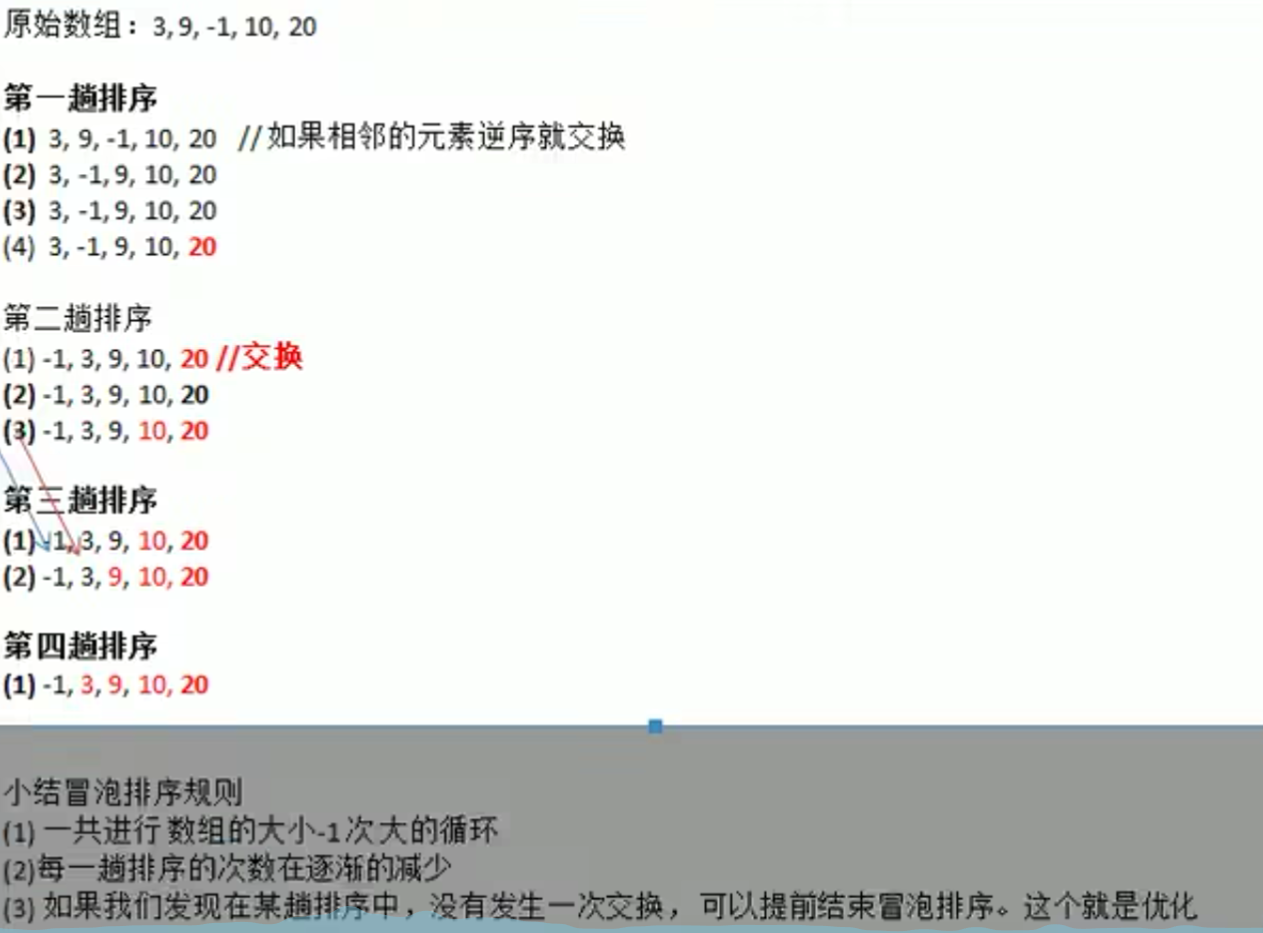 原始数组：3, 9, -1, 10, 20
第一趟排序
(1) 3, 9, -1, 10, 20 //如果相邻的元素逆序就交换
(2) 3, -1, 9, 10, 20
(3) 3, -1, 9, 10, 20
(4) 3, -1, 9, 10, 20
第二趟排序
(1) -1, 3, 9, 10, 20 //交换
(2) -1, 3, 9, 10, 20
(3) -1, 3, 9, 10, 20
第三趟排序
(1) -1, 3, 9, 10, 20
(2) -1, 3, 9, 10, 20
第四趟排序
(1) -1, 3, 9, 10, 20
小结冒泡排序规则
(1) 一共进行 数组的大小-1 次 大的循环
(2)每一趟排序的次数在逐渐的减少
(3) 如果我们发现在某趟排序中，没有发生一次交换， 可以提前结束冒泡排序。这个就是优化